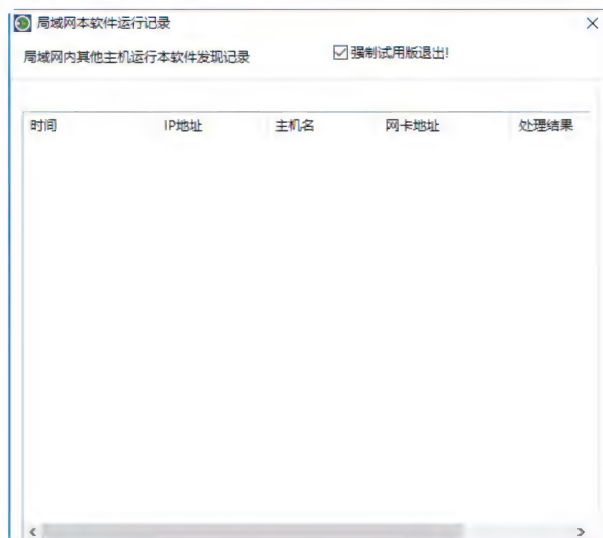 局域网本软件运行记录
局域网内其他主机运行本软件发现记录 强制试用版退出!
时间 IP地址 主机名 网卡地址 处理结果